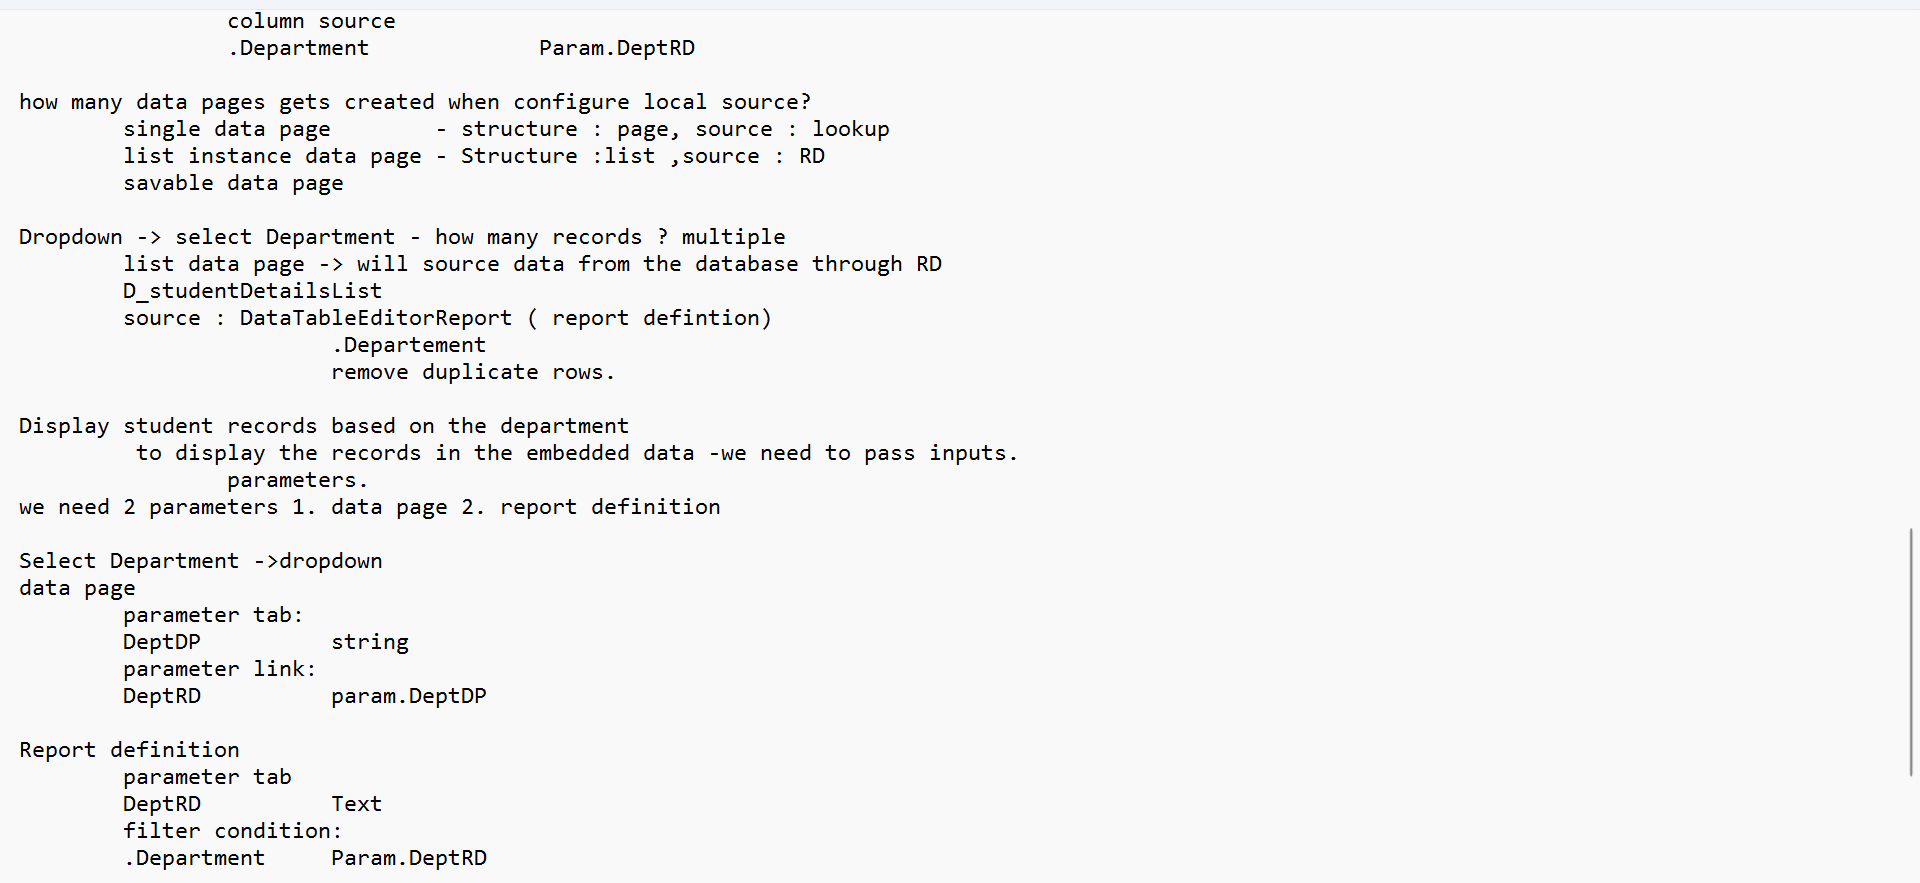 column source
.Department Param.DeptRD
how many data pages gets created when configure local source?
single data page - structure : page, source : lookup
list instance data page - Structure :list ,source : RD
savable data page
Dropdown -> select Department - how many records ? multiple
list data page -> will source data from the database through RD
D_studentDetailsList
source : DataTableEditorReport ( report defintion)
.Departement
remove duplicate rows.
Display student records based on the department
to display the records in the embedded data -we need to pass inputs.
parameters.
we need 2 parameters 1. data page 2. report definition
Select Department ->dropdown
data page
parameter tab:
DeptDP string
parameter link:
DeptRD param.DeptDP
Report definition
parameter tab
DeptRD Text
filter condition:
.Department Param.DeptRD